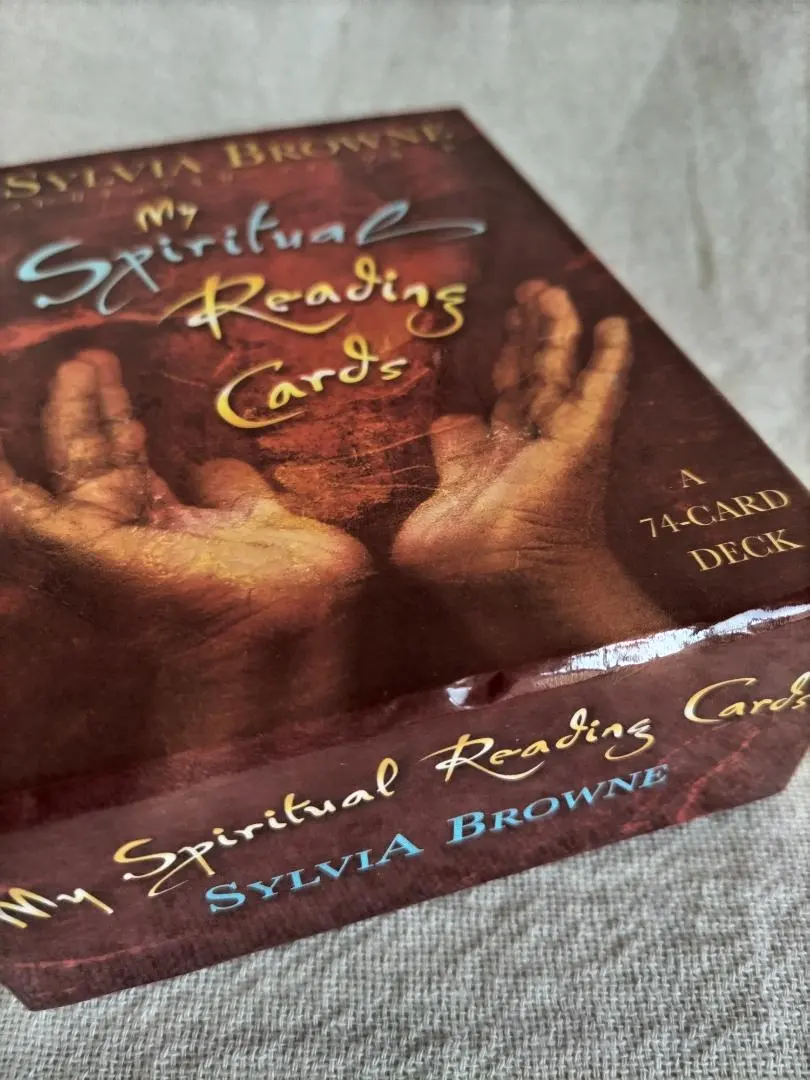 SYLVIA BROWNE
My
Spiritual
Reading
Cards
A
74-CARD
DECK
My Spiritual Reading Cards
SYLVIA BROWNE